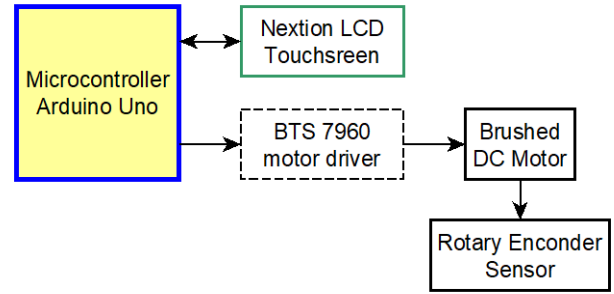 Microcontroller
Arduino Uno
Nextion LCD
Touchsreen
BTS 7960
motor driver
Brushed
DC Motor
Rotary Enconder
Sensor